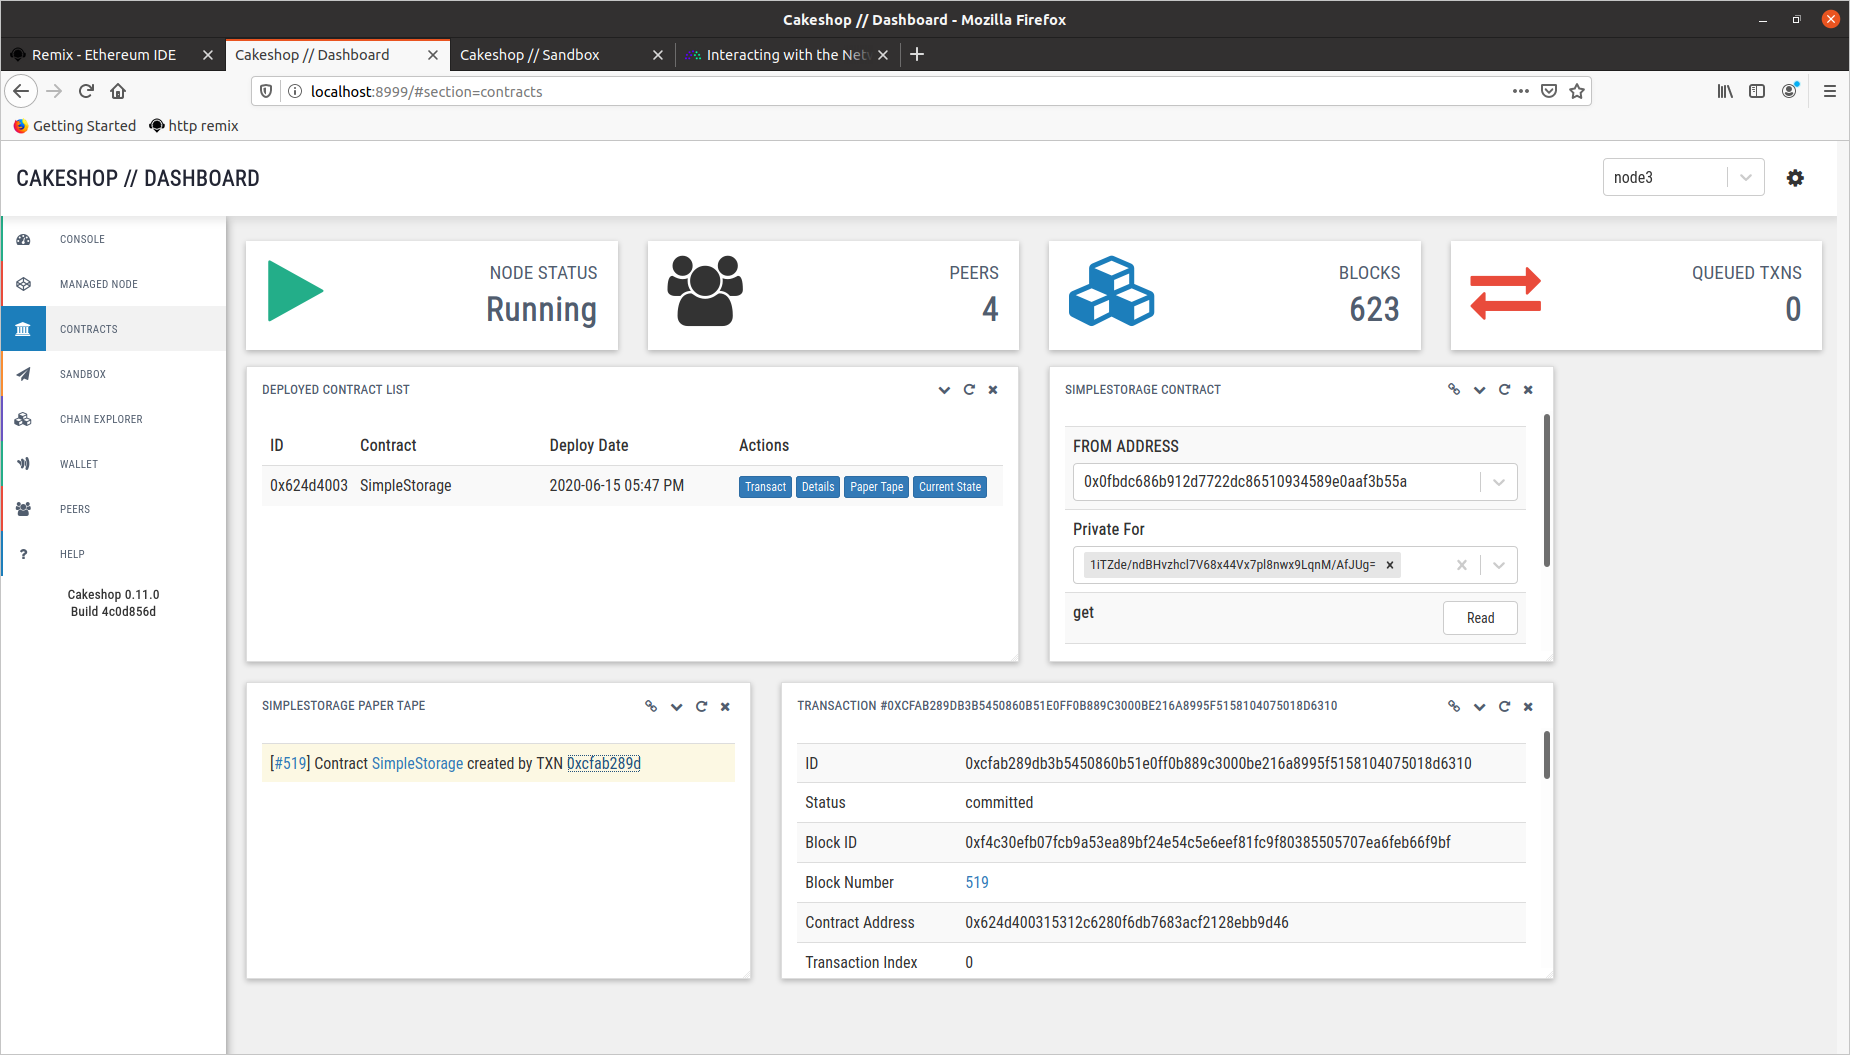 Cakeshop // Dashboard - Mozilla Firefox
Remix - Ethereum IDE
Cakeshop // Dashboard
Cakeshop // Sandbox
Interacting with the Net
localhost:8999/#section=contracts
Getting Started
http remix
CAKESHOP // DASHBOARD
node3
CONSOLE
MANAGED NODE
CONTRACTS
SANDBOX
CHAIN EXPLORER
WALLET
PEERS
HELP
Cakeshop 0.11.0
Build 4c0d856d
NODE STATUS
Running
PEERS
4
BLOCKS
623
QUEUED TXNS
0
DEPLOYED CONTRACT LIST
ID Contract Deploy Date Actions
0x624d4003 SimpleStorage 2020-06-15 05:47 PM Transact Details Paper Tape Current State
SIMPLESTORAGE CONTRACT
FROM ADDRESS
0x0fbdc686b912d7722dc86510934589e0aaf3b55a
Private For
1iTZde/ndBHvzhcl7V68x44Vx7pl8nwx9LqnM/AfJUg=
get Read
SIMPLESTORAGE PAPER TAPE
[#519] Contract SimpleStorage created by TXN 0xcfab289d
TRANSACTION #0XCFAB289DB3B5450860B51E0FF0B889C3000BE216A8995F5158104075018D6310
ID 0xcfab289db3b5450860b51e0ff0b889c3000be216a8995f5158104075018d6310
Status committed
Block ID 0xf4c30efb07fcb9a53ea89bf24e54c5e6eef81fc9f80385505707ea6feb66f9bf
Block Number 519
Contract Address 0x624d400315312c6280f6db7683acf2128ebb9d46
Transaction Index 0